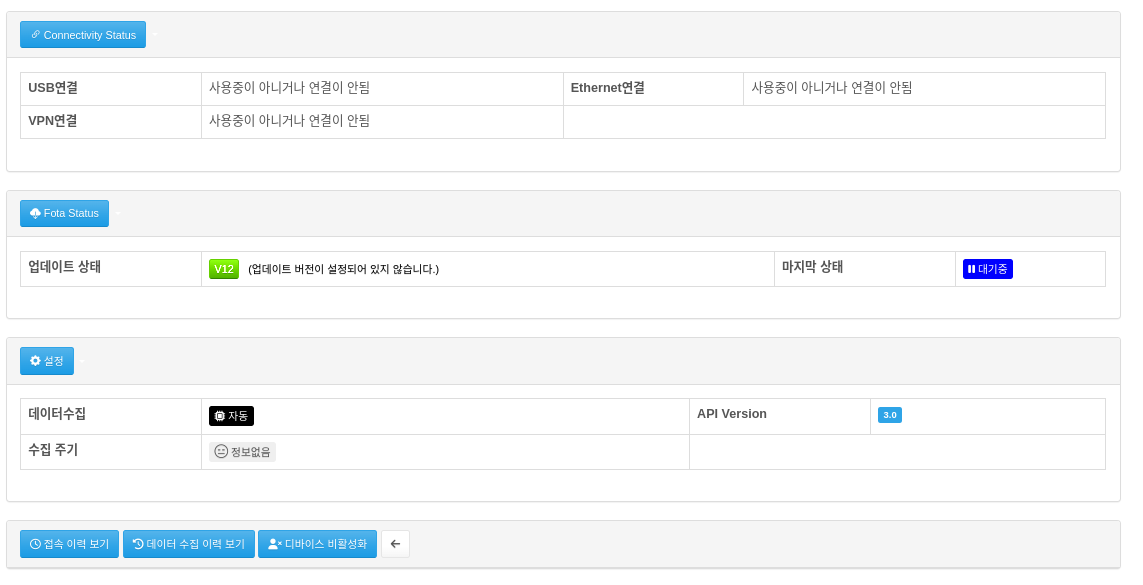 Connectivity Status
USB연결 사용중이 아니거나 연결이 안됨 Ethernet연결 사용중이 아니거나 연결이 안됨
VPN연결 사용중이 아니거나 연결이 안됨
Fota Status
업데이트 상태 V12 (업데이트 버전이 설정되어 있지 않습니다.) 마지막 상태 대기중
설정
데이터수집 자동 API Version 3.0
수집 주기 정보없음
접속 이력 보기 데이터 수집 이력 보기 디바이스 비활성화